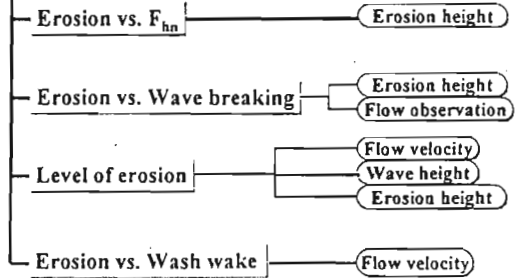 Erosion vs. Fhn
Erosion height
Erosion vs. Wave breaking
Erosion height
Flow observation
Level of erosion
Flow velocity
Wave height
Erosion height
Erosion vs. Wash wake
Flow velocity